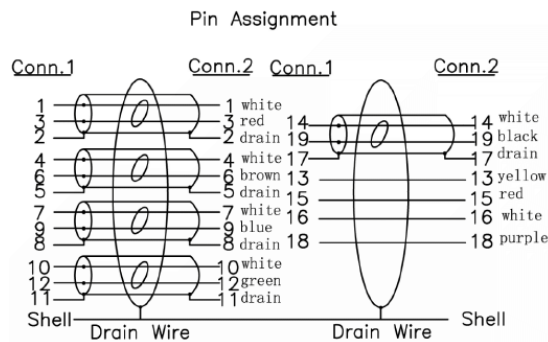 Pin Assignment
Conn.1 Conn.2 Conn.1 Conn.2
1 1 white
3 3 red
2 2 drain
4 4 white
6 6 brown
5 5 drain
7 7 white
9 9 blue
8 8 drain
10 10 white
12 12 green
11 11 drain
14 14 white
19 19 black
17 17 drain
13 13 yellow
15 15 red
16 16 white
18 18 purple
Shell Shell
Drain Wire Drain Wire